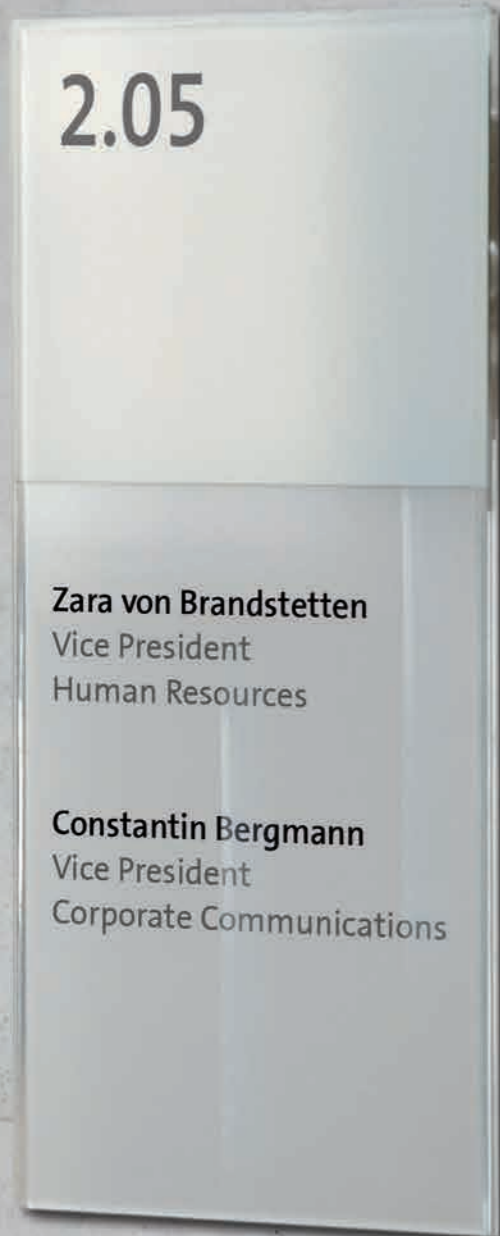 2.05
Zara von Brandstetten
Vice President
Human Resources
Constantin Bergmann
Vice President
Corporate Communications